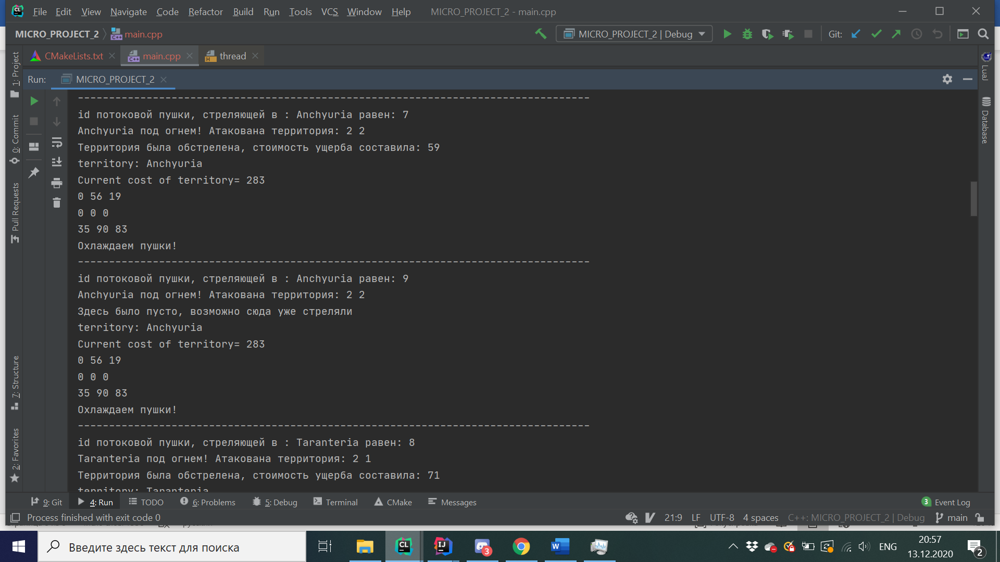 File Edit View Navigate Code Refactor Build Run Tools VCS Window Help MICRO_PROJECT_2 - main.cpp
MICRO_PROJECT_2 main.cpp MICRO_PROJECT_2 | Debug Git:
CMakeLists.txt main.cpp thread
Run: MICRO_PROJECT_2
1: Project
0: Commit
Pull Requests
7: Structure
2: Favorites
LuaJ
Database
----------------------------------------------------------------------------------
id потоковой пушки, стреляющей в : Anchyuria равен: 7
Anchyuria под огнем! Атакована территория: 2 2
Территория была обстрелена, стоимость ущерба составила: 59
territory: Anchyuria
Current cost of territory= 283
0 56 19
0 0 0
35 90 83
Охлаждаем пушки!
----------------------------------------------------------------------------------
id потоковой пушки, стреляющей в : Anchyuria равен: 9
Anchyuria под огнем! Атакована территория: 2 2
Здесь было пусто, возможно сюда уже стреляли
territory: Anchyuria
Current cost of territory= 283
0 56 19
0 0 0
35 90 83
Охлаждаем пушки!
----------------------------------------------------------------------------------
id потоковой пушки, стреляющей в : Taranteria равен: 8
Taranteria под огнем! Атакована территория: 2 1
Территория была обстрелена, стоимость ущерба составила: 71
territory: Taranteria
9: Git 4: Run TODO 6: Problems 5: Debug Terminal CMake Messages 3 Event Log
Process finished with exit code 0 21:9 LF UTF-8 4 spaces C++: MICRO_PROJECT_2 | Debug main
Введите здесь текст для поиска 3 ENG 20:57
13.12.2020 2